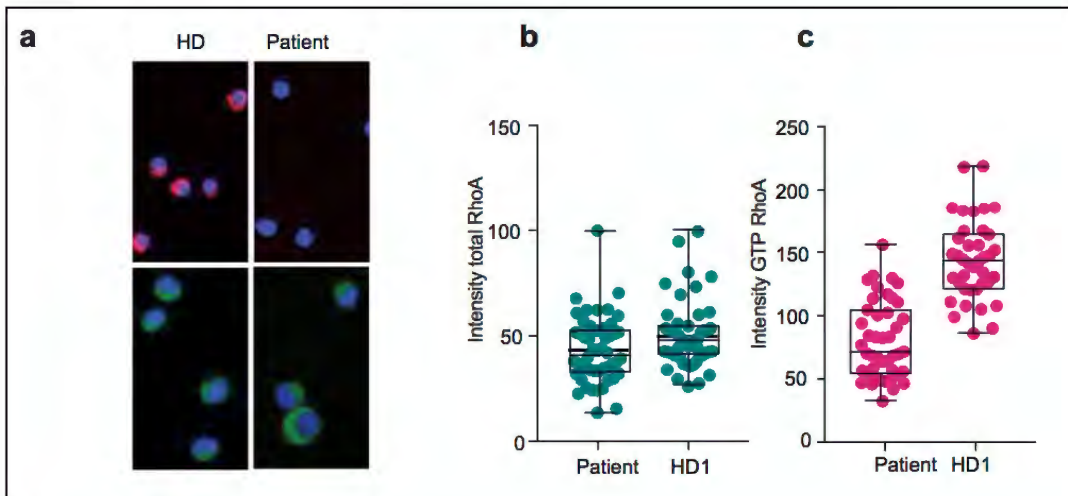 a
HD Patient
b
Intensity total RhoA
150
100
50
0
Patient HD1
c
Intensity GTP RhoA
250
200
150
100
50
0
Patient HD1